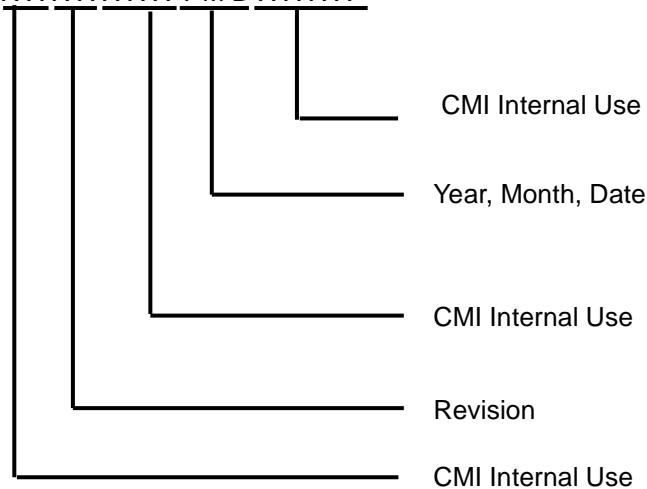 CMI Internal Use
Year, Month, Date
CMI Internal Use
Revision
CMI Internal Use